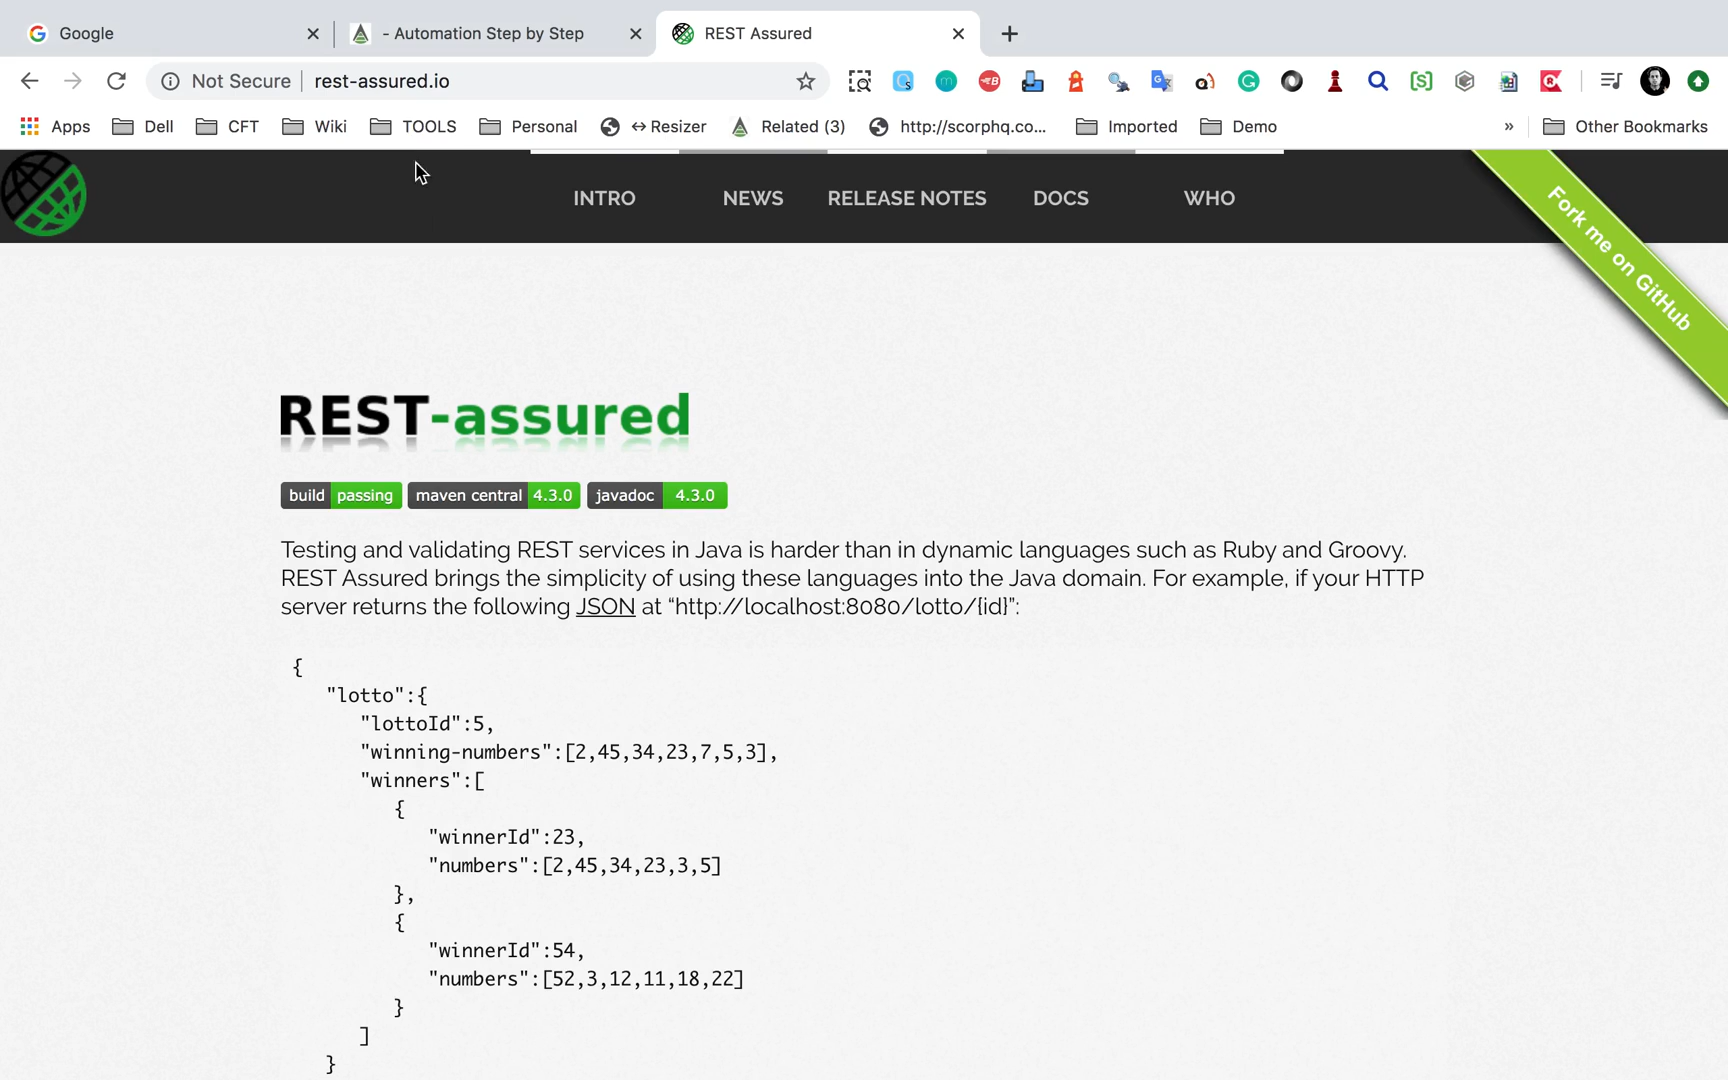 Google
- Automation Step by Step
REST Assured
Not Secure
rest-assured.io
Apps
Dell
CFT
Wiki
TOOLS
Personal
↔Resizer
Related (3)
http://scorphq.co...
Imported
Demo
»
Other Bookmarks
INTRO
NEWS
RELEASE NOTES
DOCS
WHO
Fork me on GitHub
REST-assured
build passing
maven central 4.3.0
javadoc 4.3.0
Testing and validating REST services in Java is harder than in dynamic languages such as Ruby and Groovy.
REST Assured brings the simplicity of using these languages into the Java domain. For example, if your HTTP
server returns the following JSON at “http://localhost:8080/lotto/{id}”:
{
"lotto":{
"lottoId":5,
"winning-numbers":[2,45,34,23,7,5,3],
"winners":[
{
"winnerId":23,
"numbers":[2,45,34,23,3,5]
},
{
"winnerId":54,
"numbers":[52,3,12,11,18,22]
}
]
}